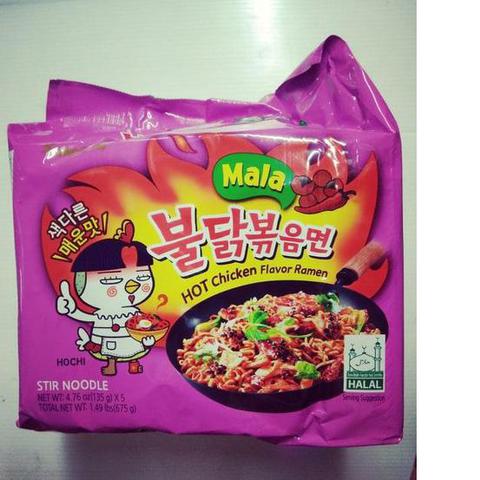 Mala
색다른
매운맛
불닭볶음면
HOT Chicken Flavor Ramen
HOCHI
STIR NOODLE
NET WT: 4.76 oz(135 g) X 5
TOTAL NET WT: 1.49 lbs(675 g)
HALAL
Serving Suggestion